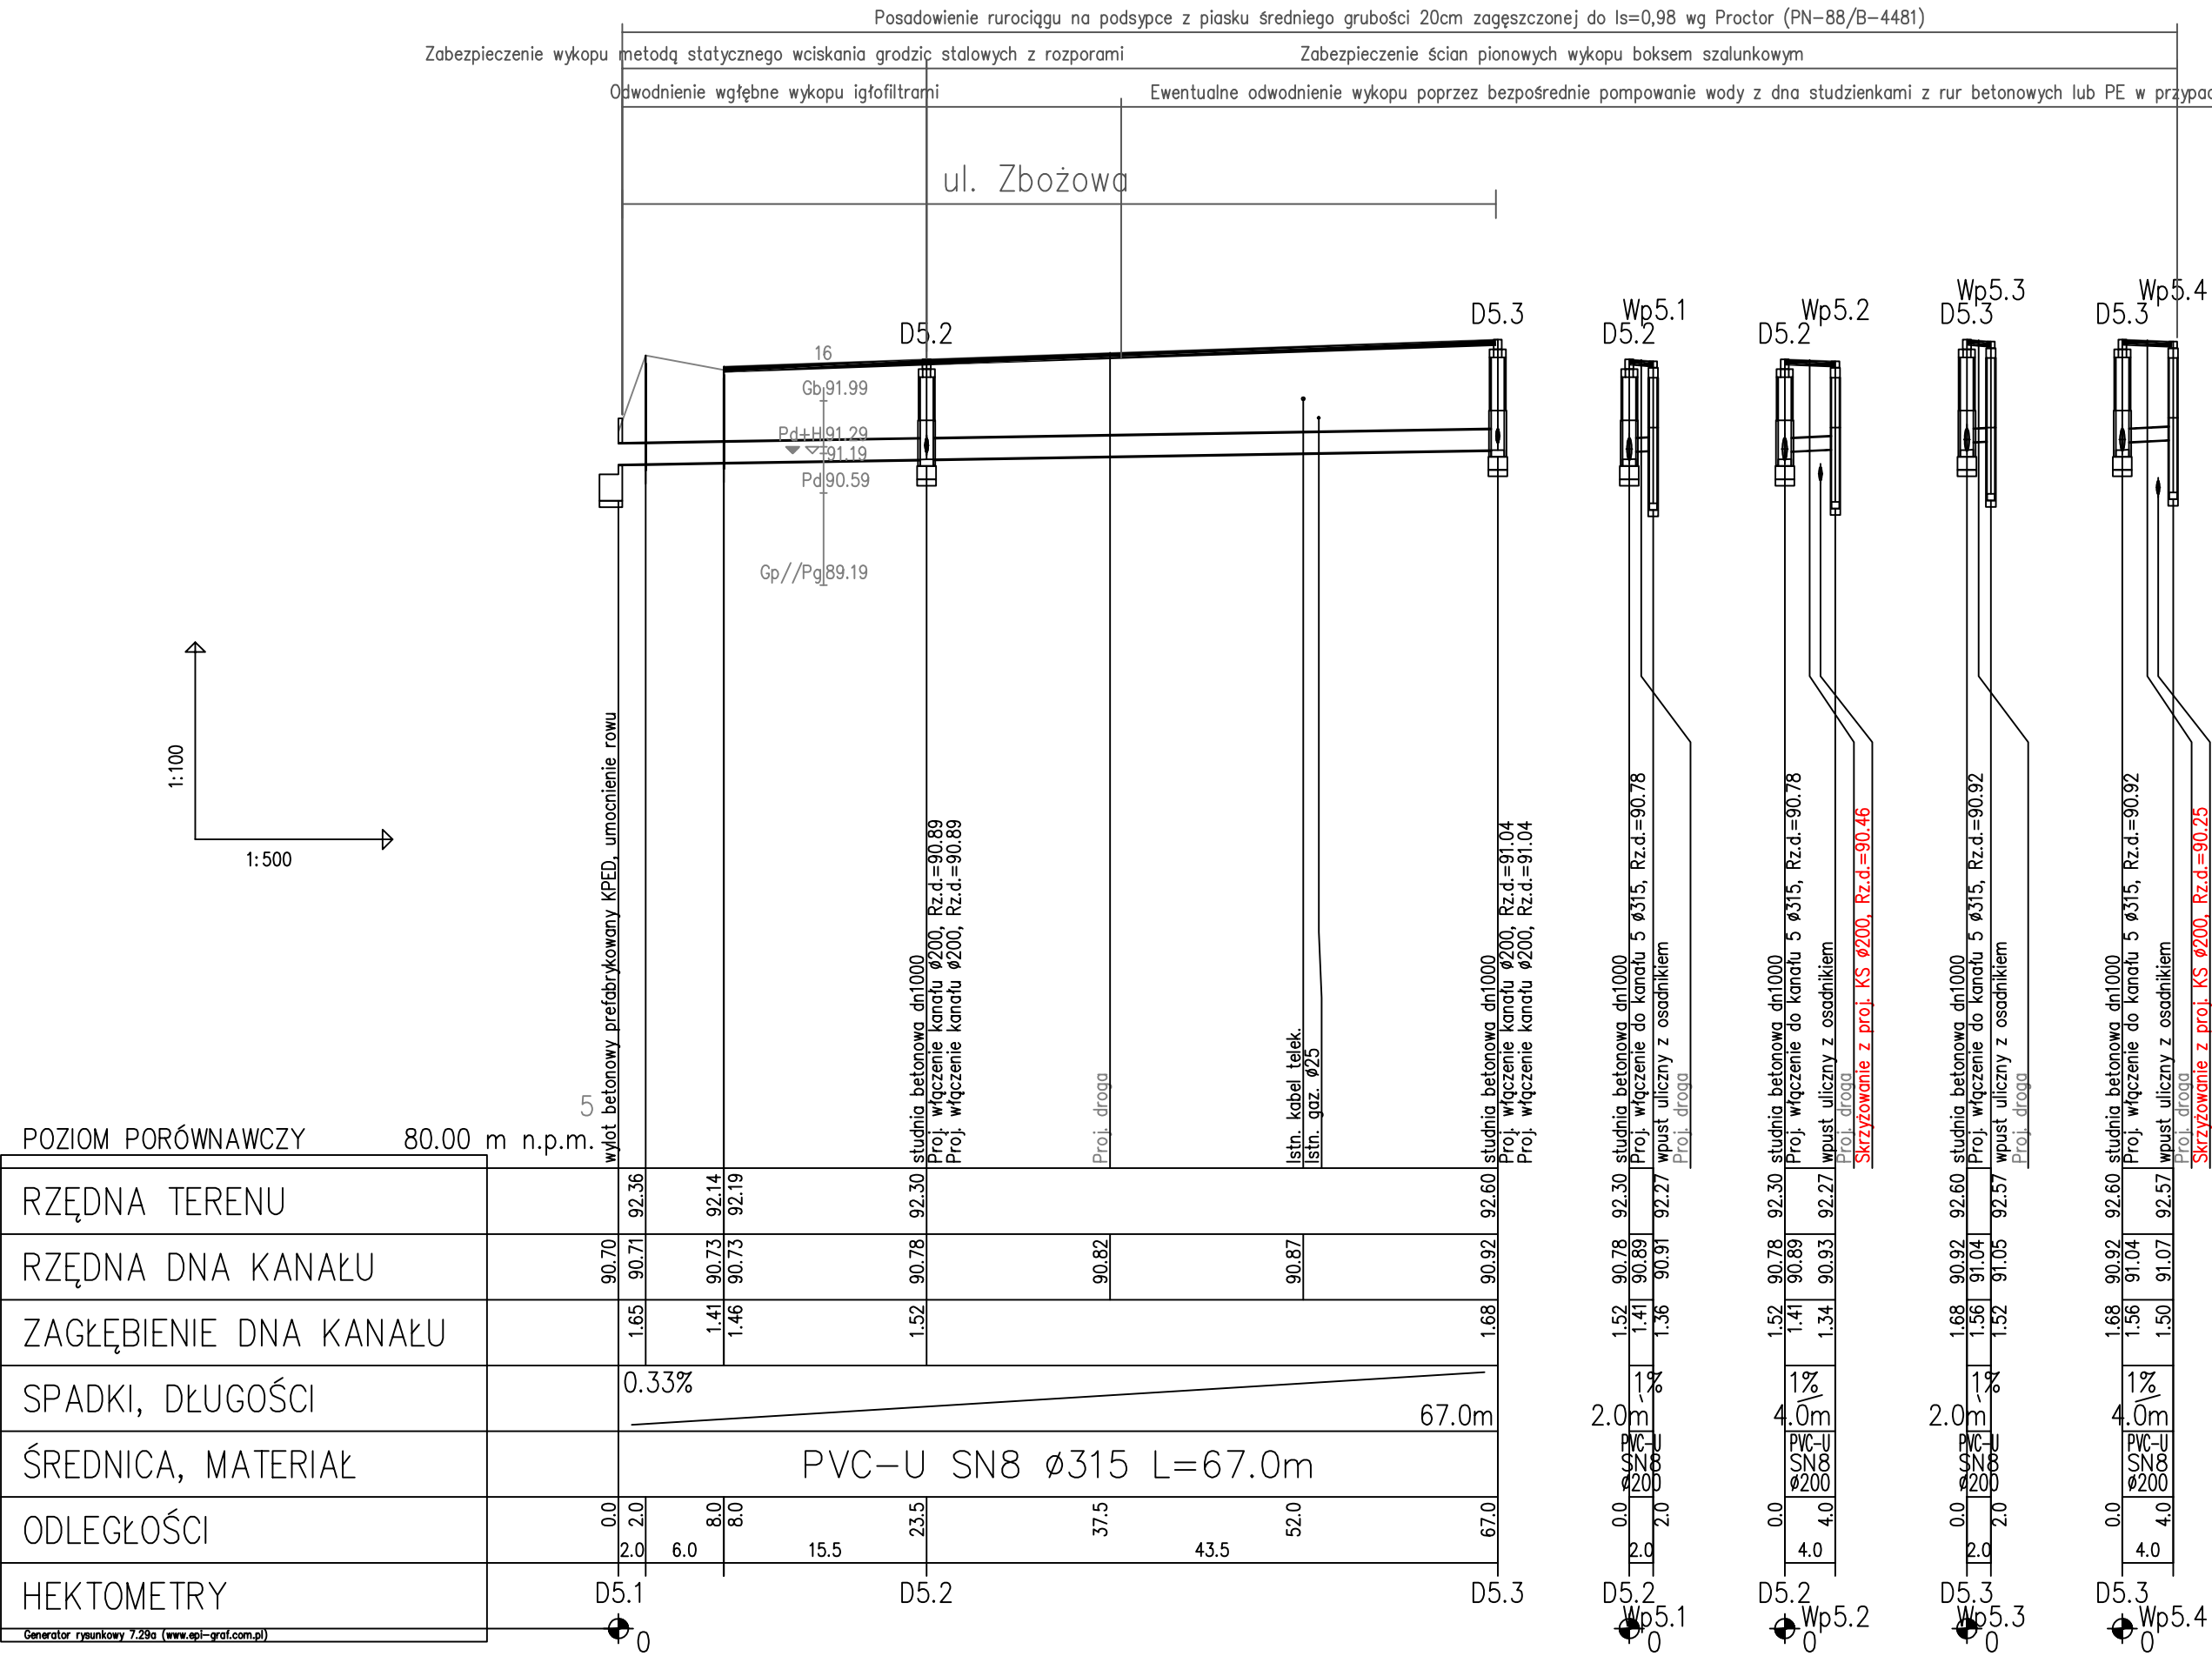 Posadowienie rurociągu na podsypce z piasku średniego grubości 20cm zagęszczonej do Is=0,98 wg Proctor (PN-88/B-4481)
Zabezpieczenie wykopu metodą statycznego wciskania grodzic stalowych z rozporami
Zabezpieczenie ścian pionowych wykopu boksem szalunkowym
Odwodnienie wgłębne wykopu igłofiltrami
Ewentualne odwodnienie wykopu poprzez bezpośrednie pompowanie wody z dna studzienkami z rur betonowych lub PE w
ul. Zbożowa
D5.2
D5.3
D5.2
Wp5.1
D5.2
Wp5.2
D5.3
Wp5.3
D5.3
Wp5.4
16
Gb 91.99
Pd+H 91.29
91.19
Pd 90.59
Gp//Pg 89.19
1:100
1:500
5
wylot betonowy prefabrykowany KPED, umocnienie rowu
studnia betonowa dn1000
Proj. włączenie kanału ø200, Rz.d.=90.89
Proj. włączenie kanału ø200, Rz.d.=90.89
Proj. droga
Istn. kabel telek.
Istn. gaz. ø25
studnia betonowa dn1000
Proj. włączenie kanału ø200, Rz.d.=91.04
Proj. włączenie kanału ø200, Rz.d.=91.04
studnia betonowa dn1000
Proj. włączenie do kanału 5 ø315, Rz.d.=90.78
wpust uliczny z osadnikiem
Proj. droga
studnia betonowa dn1000
Proj. włączenie do kanału 5 ø315, Rz.d.=90.78
wpust uliczny z osadnikiem
Proj. droga
Skrzyżowanie z proj. KS ø200, Rz.d.=90.46
studnia betonowa dn1000
Proj. włączenie do kanału 5 ø315, Rz.d.=90.92
wpust uliczny z osadnikiem
Proj. droga
studnia betonowa dn1000
Proj. włączenie do kanału 5 ø315, Rz.d.=90.92
wpust uliczny z osadnikiem
Proj. droga
Skrzyżowanie z proj. KS ø200, Rz.d.=90.25
POZIOM PORÓWNAWCZY 80.00 m n.p.m.
RZĘDNA TERENU
92.36 92.14 92.19 92.30 92.60 92.30 92.27 92.30 92.27 92.60 92.57 92.60 92.57
RZĘDNA DNA KANAŁU
90.70 90.71 90.73 90.73 90.78 90.82 90.87 90.92 90.78 90.89 90.91 90.78 90.89 90.93 90.92 91.04 91.05 90.92 91.04 91.07
ZAGŁĘBIENIE DNA KANAŁU
1.65 1.41 1.46 1.52 1.68 1.52 1.41 1.36 1.52 1.41 1.34 1.68 1.56 1.52 1.68 1.56 1.50
SPADKI, DŁUGOŚCI
0.33% 67.0m 1% 2.0m 1% 4.0m 1% 2.0m 1% 4.0m
ŚREDNICA, MATERIAŁ
PVC-U SN8 ø315 L=67.0m
PVC-U
SN8
ø200
PVC-U
SN8
ø200
PVC-U
SN8
ø200
PVC-U
SN8
ø200
ODLEGŁOŚCI
0.0 2.0 8.0 8.0 23.5 37.5 52.0 67.0 0.0 2.0 0.0 4.0 0.0 2.0 0.0 4.0
2.0 6.0 15.5 43.5 2.0 4.0 2.0 4.0
HEKTOMETRY
D5.1 D5.2 D5.3 D5.2 D5.2 D5.3 D5.3
Wp5.1 Wp5.2 Wp5.3 Wp5.4
Generator rysunkowy 7.29a (www.epi-graf.com.pl)
0 0 0 0 0